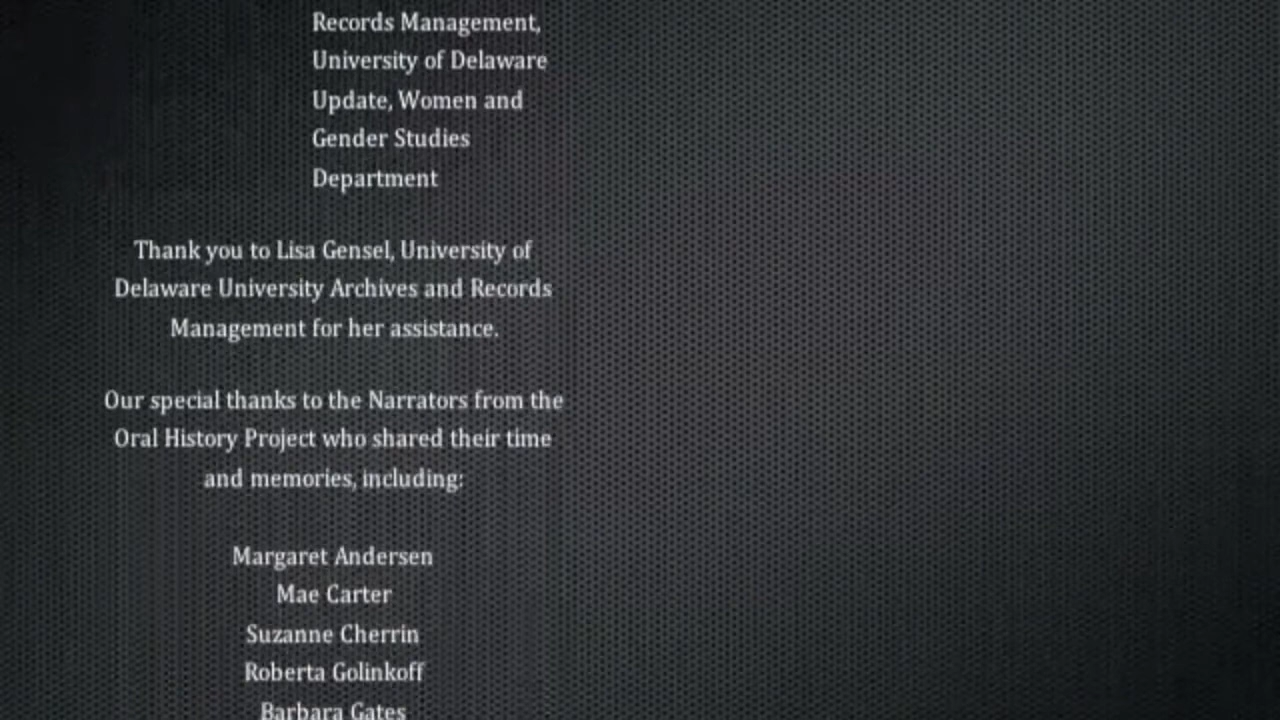 Records Management,
University of Delaware
Update, Women and
Gender Studies
Department
Thank you to Lisa Gensel, University of
Delaware University Archives and Records
Management for her assistance.
Our special thanks to the Narrators from the
Oral History Project who shared their time
and memories, including:
Margaret Andersen
Mae Carter
Suzanne Cherrin
Roberta Golinkoff
Barbara Gates